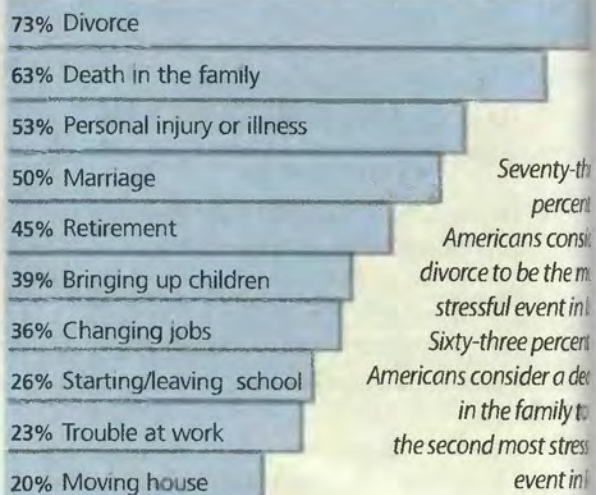 73% Divorce
63% Death in the family
53% Personal injury or illness
50% Marriage
45% Retirement
39% Bringing up children
36% Changing jobs
26% Starting/leaving school
23% Trouble at work
20% Moving house
Seventy-
percent
Americans
divorce to be the
stressful event in
Sixty-three percent
Americans consider a
in the family
the second most
event in